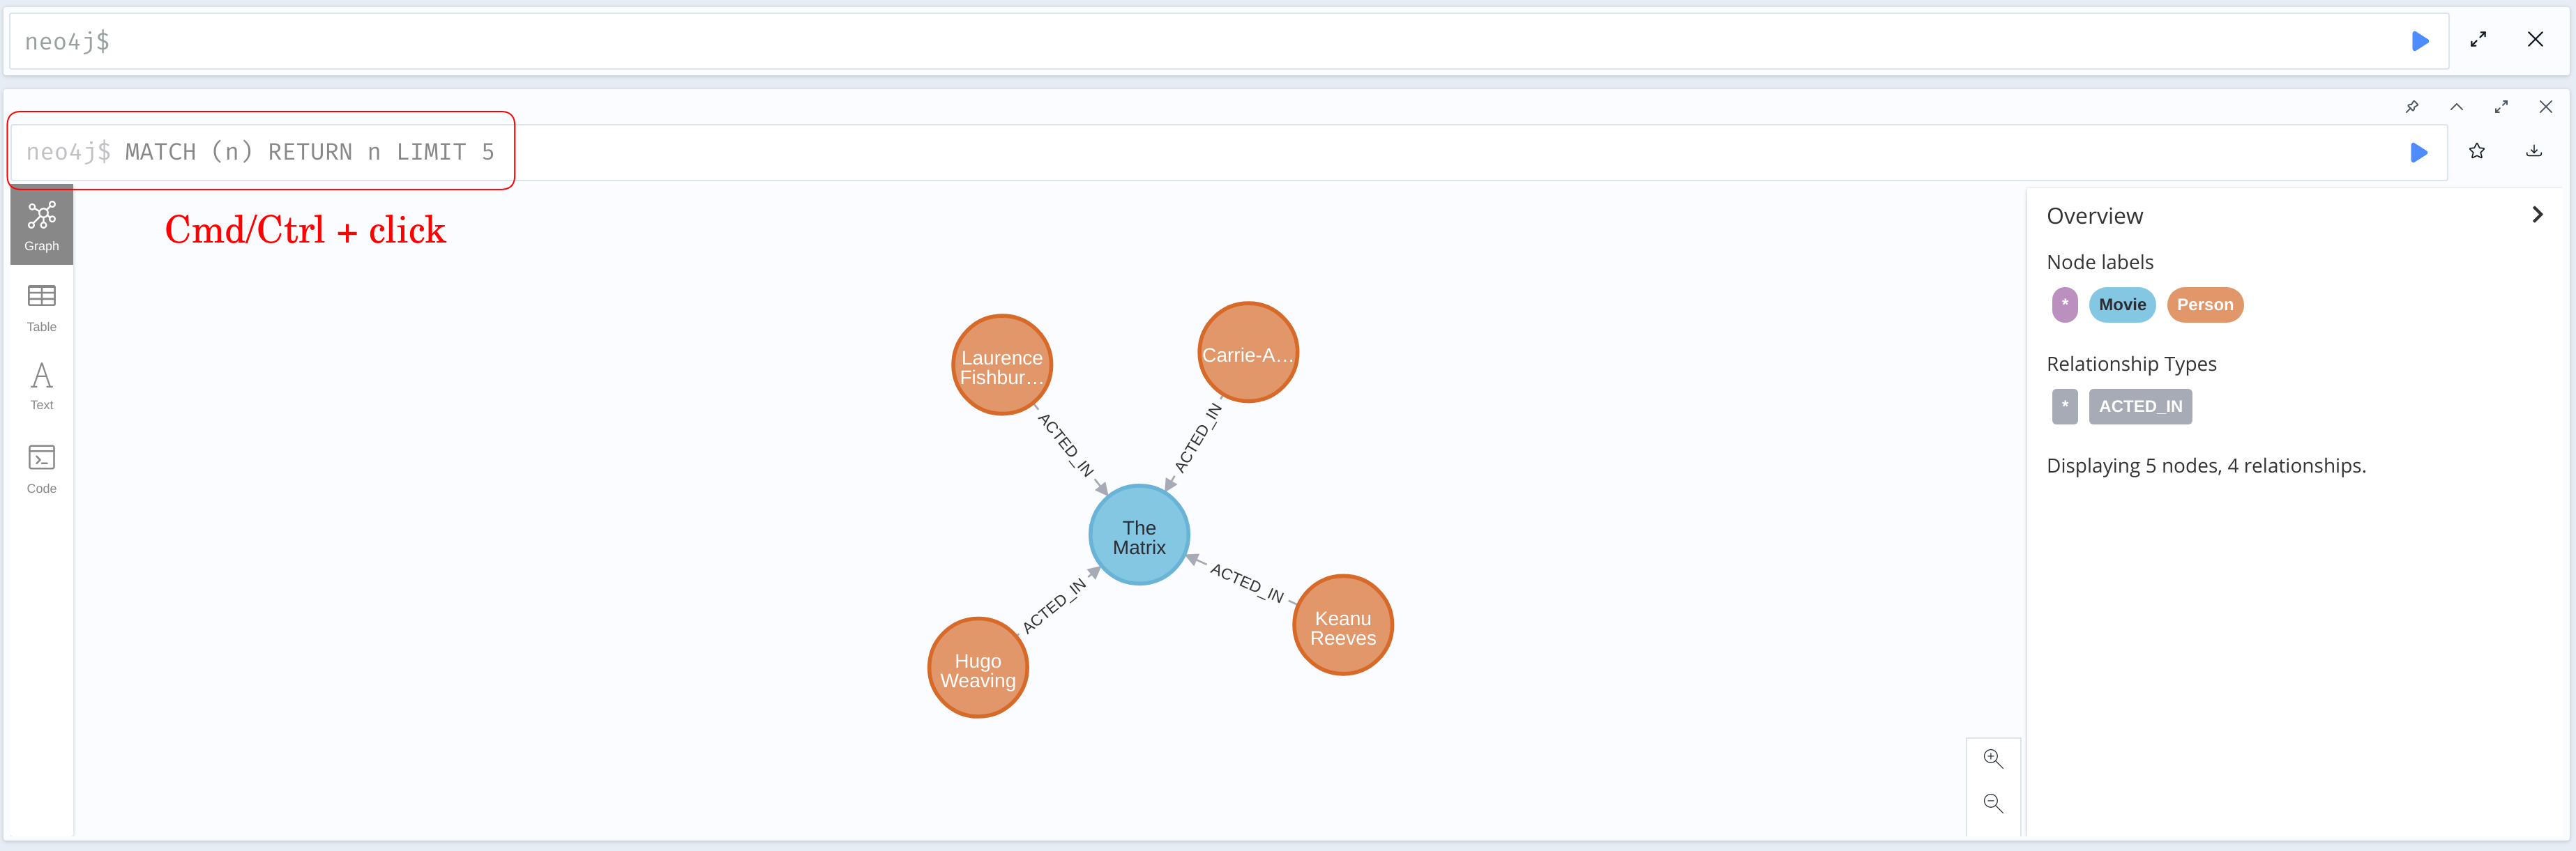 neo4j$
neo4j$ MATCH (n) RETURN n LIMIT 5
Cmd/Ctrl + click
Graph
Table
Text
Code
Laurence
Fishbur...
Carrie-A...
ACTED_IN
ACTED_IN
The
Matrix
ACTED_IN
ACTED_IN
Keanu
Reeves
Hugo
Weaving
Overview
Node labels
* Movie Person
Relationship Types
* ACTED_IN
Displaying 5 nodes, 4 relationships.